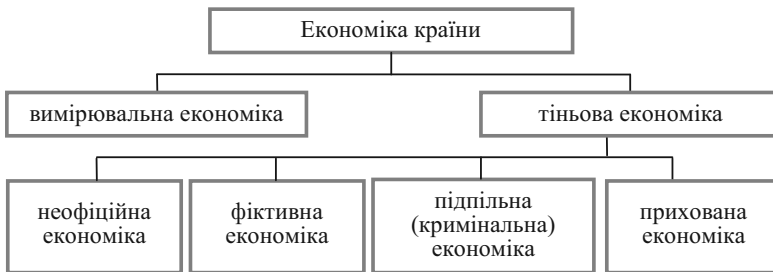 Економіка країни
вимірювальна економіка
тіньова економіка
неофіційна
економіка
фіктивна
економіка
підпільна
(кримінальна)
економіка
прихована
економіка